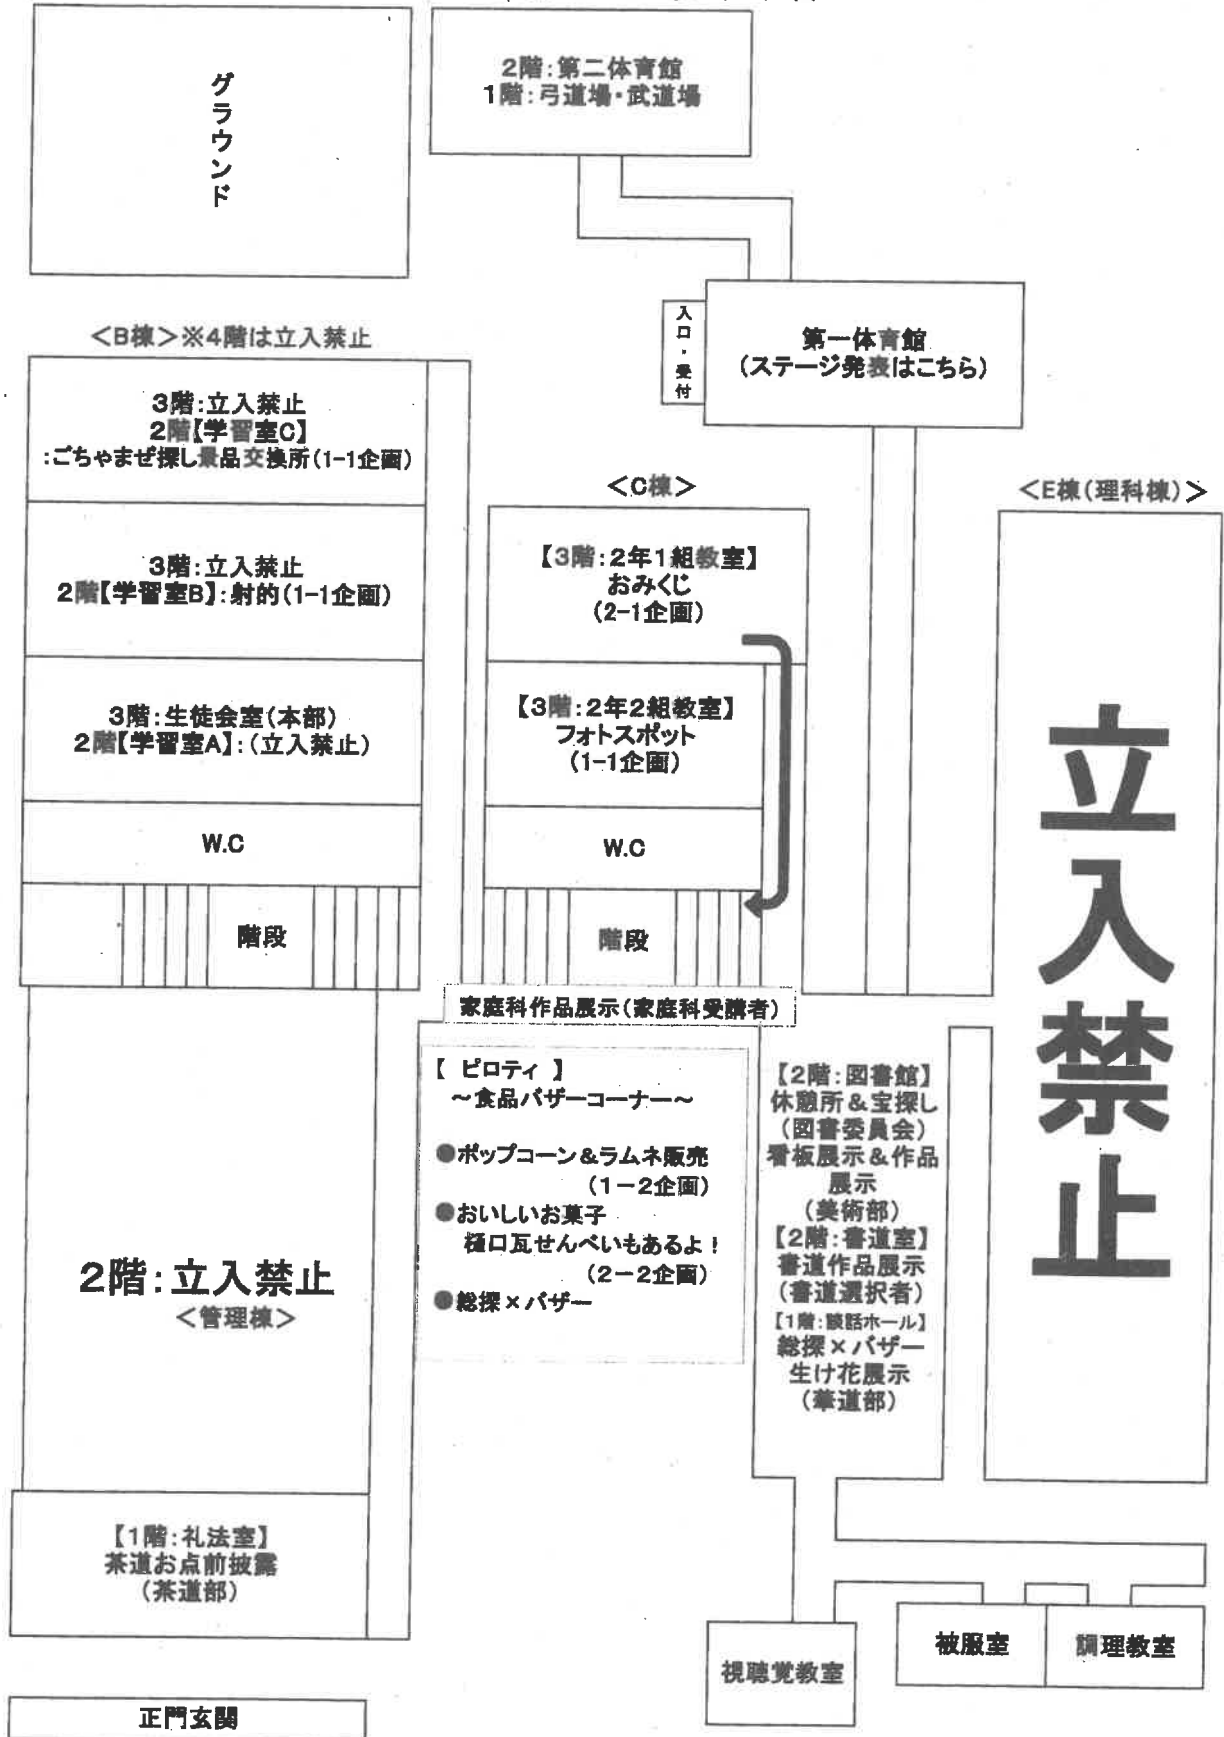 グラウンド
2階:第二体育館
1階:弓道場・武道場
入口・受付
第一体育館
(ステージ発表はこちら)
<B棟>※4階は立入禁止
3階:立入禁止
2階【学習室C】
:ごちゃまぜ探し景品交換所(1-1企画)
3階:立入禁止
2階【学習室B】:射的(1-1企画)
3階:生徒会室(本部)
2階【学習室A】:(立入禁止)
W.C
階段
<C棟>
【3階:2年1組教室】
おみくじ
(2-1企画)
【3階:2年2組教室】
フォトスポット
(1-1企画)
W.C
階段
<E棟(理科棟)>
立入禁止
家庭科作品展示(家庭科受講者)
【 ピロティ 】
～食品バザーコーナー～
●ポップコーン&ラムネ販売
(1－2企画)
●おいしいお菓子
樋口瓦せんべいもあるよ!
(2－2企画)
●総探×バザー
【2階:図書館】
休憩所&宝探し
(図書委員会)
看板展示&作品
展示
(美術部)
【2階:書道室】
書道作品展示
(書道選択者)
【1階:談話ホール】
総探×バザー
生け花展示
(華道部)
2階:立入禁止
<管理棟>
【1階:礼法室】
茶道お点前披露
(茶道部)
視聴覚教室
被服室
調理教室
正門玄関